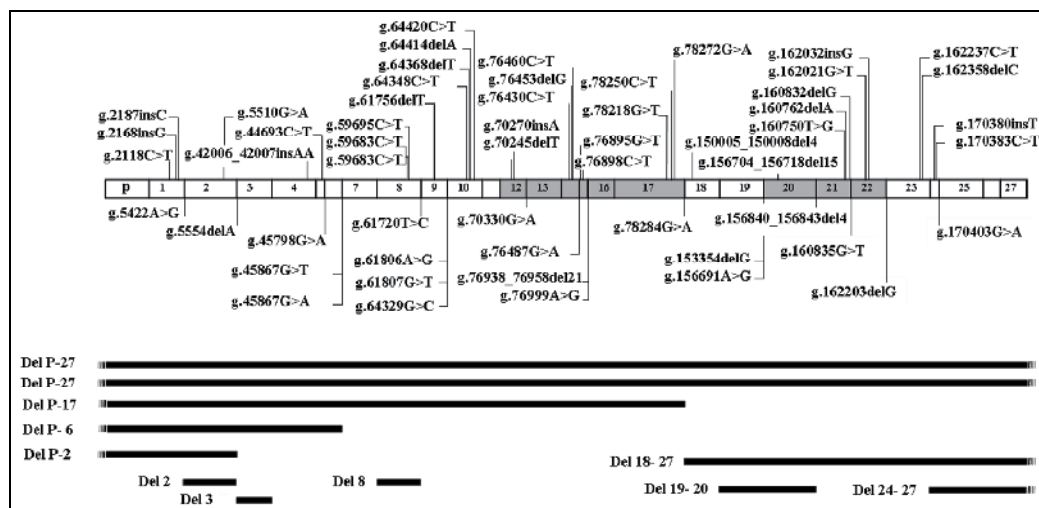 g.64420C>T
g.64414delA
g.64368delT
g.64348C>T
g.61756delT
g.76460C>T
g.76453delG
g.76430C>T
g.78272G>A
g.78250C>T
g.78218G>T
g.162032insG
g.162021G>T
g.160832delG
g.160762delA
g.160750T>G
g.162237C>T
g.162358delC
g.2187insC
g.2168insG
g.2118C>T
g.5510G>A
g.44693C>T
g.42006_42007insAA
g.59695C>T
g.59683C>T
g.59683C>T
g.70270insA
g.70245delT
g.76895G>T
g.76898C>T
g.150005_150008del4
g.156704_156718del15
g.170380insT
g.170383C>T
P 1 2 3 4 7 8 9 10 12 13 16 17 18 19 20 21 22 23 25 27
g.5422A>G
g.5554delA
g.45798G>A
g.45867G>T
g.45867G>A
g.61720T>C
g.61806A>G
g.61807G>T
g.64329G>C
g.70330G>A
g.76487G>A
g.76938_76958del21
g.76999A>G
g.78284G>A
g.156840_156843del4
g.153354delG
g.156691A>G
g.160835G>T
g.162203delG
g.170403G>A
Del P-27
Del P-27
Del P-17
Del P- 6
Del P-2
Del 18- 27
Del 2
Del 8
Del 19- 20
Del 24- 27
Del 3